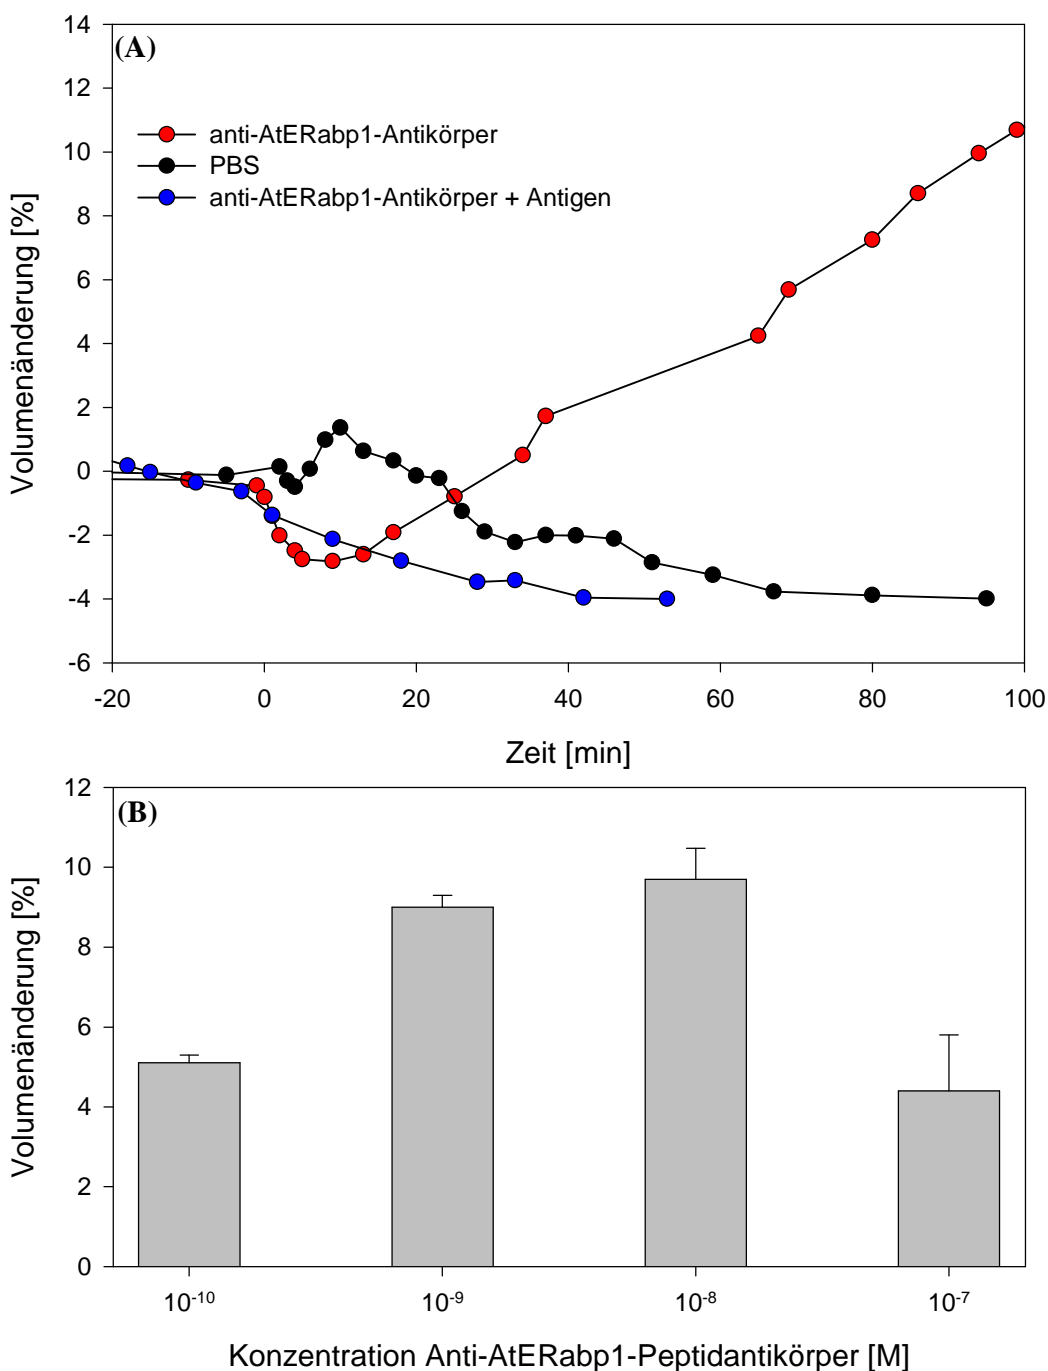 (A)
14
12
10
8
6
4
2
0
-2
-4
-6
Volumenänderung [%]
anti-AtERabp1-Antikörper
PBS
anti-AtERabp1-Antikörper + Antigen
-20 0 20 40 60 80 100
Zeit [min]
(B)
12
10
8
6
4
2
0
Volumenänderung [%]
10⁻¹⁰ 10⁻⁹ 10⁻⁸ 10⁻⁷
Konzentration Anti-AtERabp1-Peptidantikörper [M]